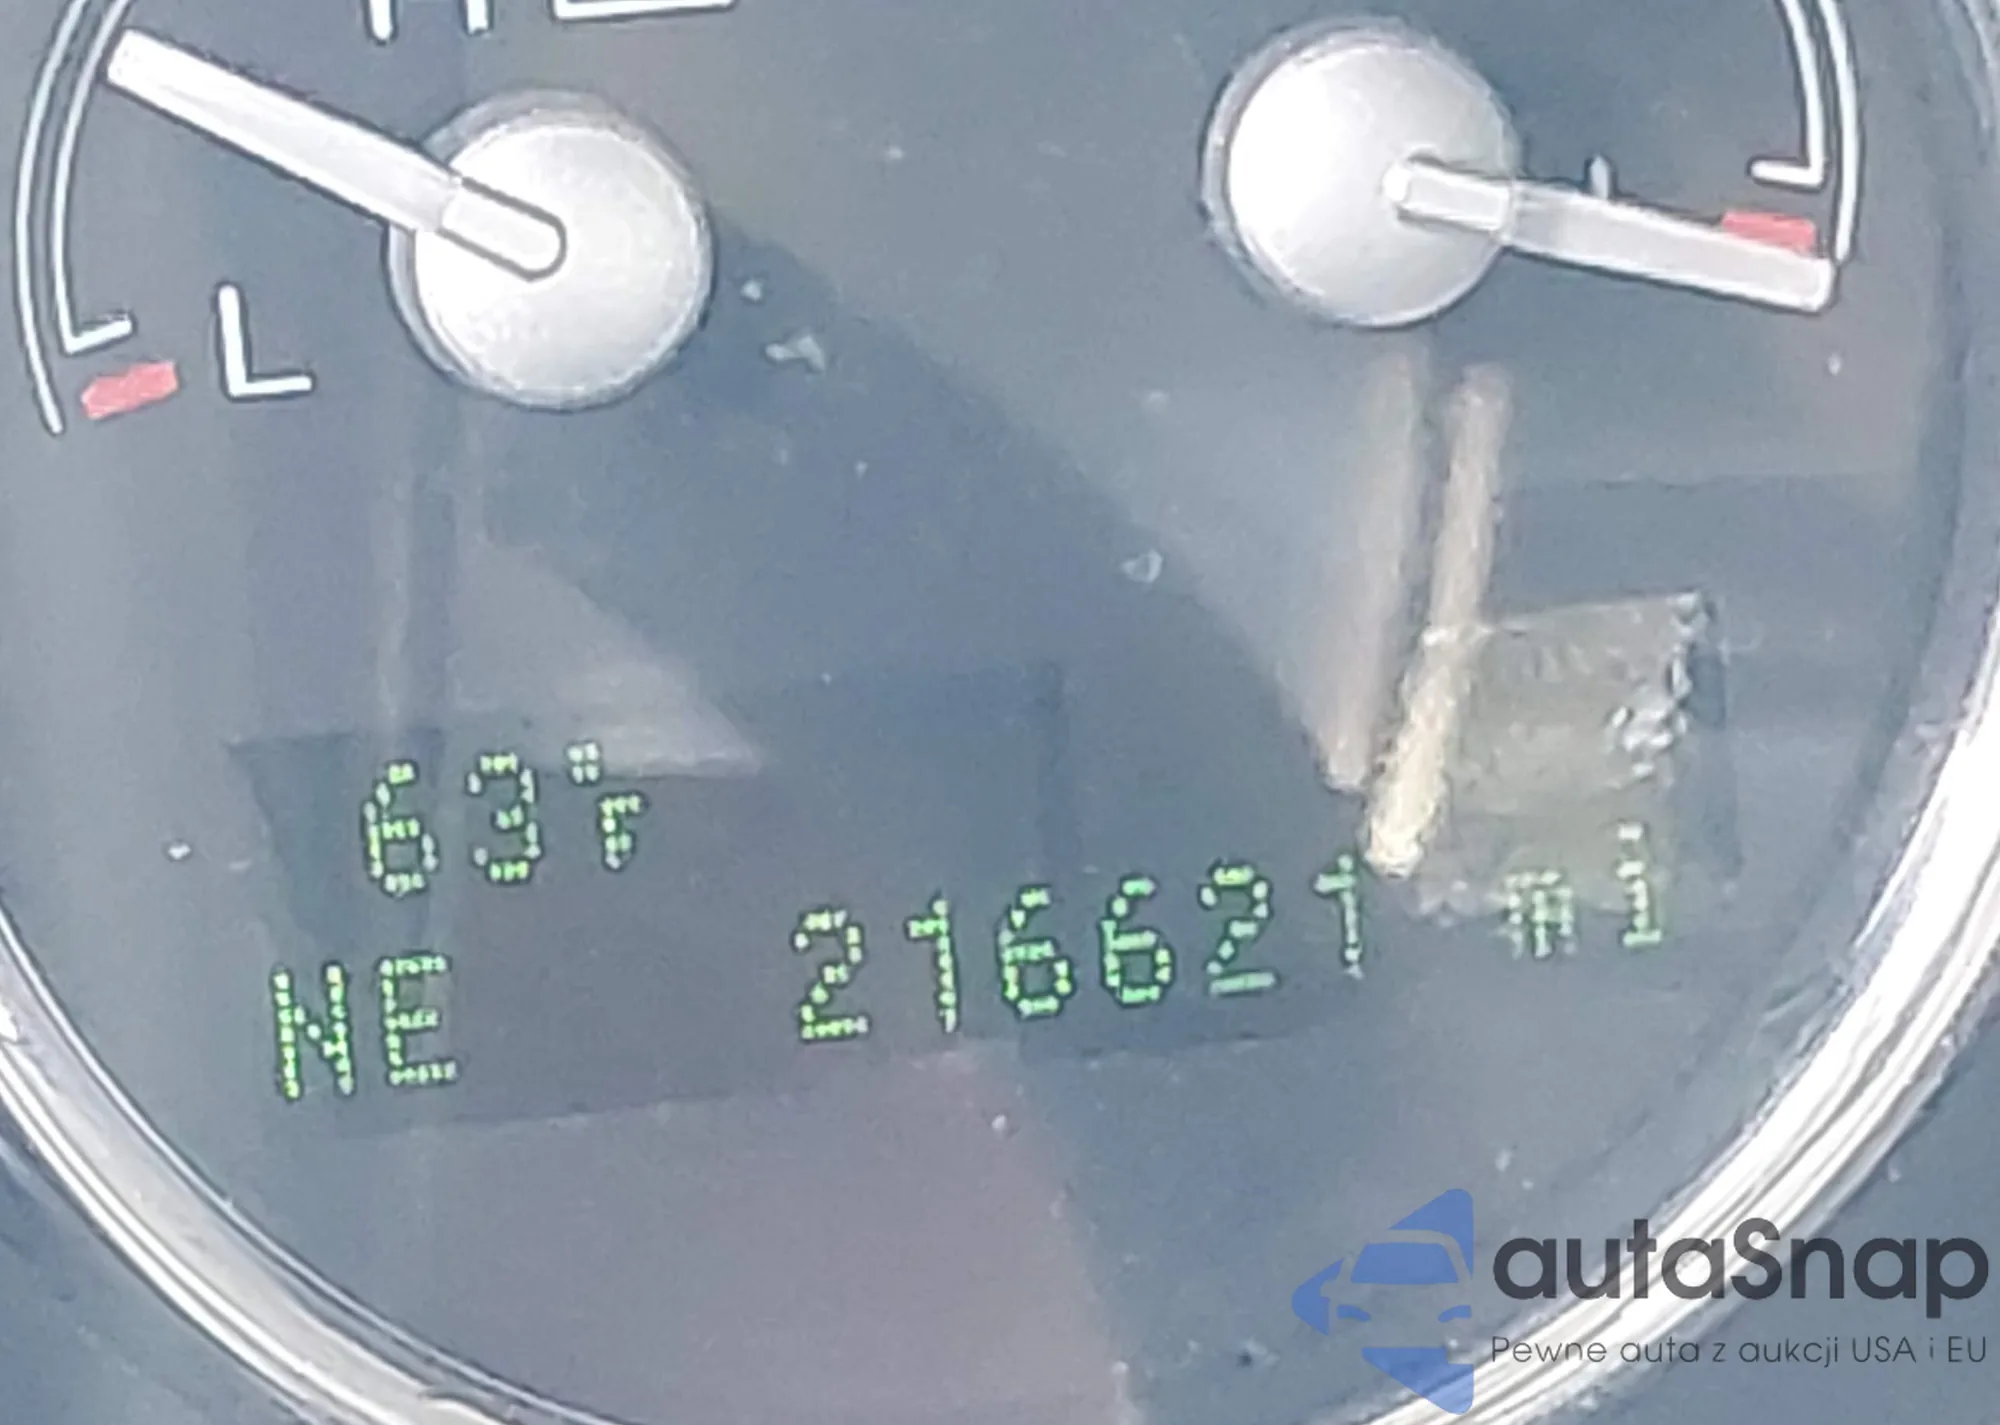 L
63°F
NE 216621 mi
autaSnap
Pewne auta z aukcji USA i EU